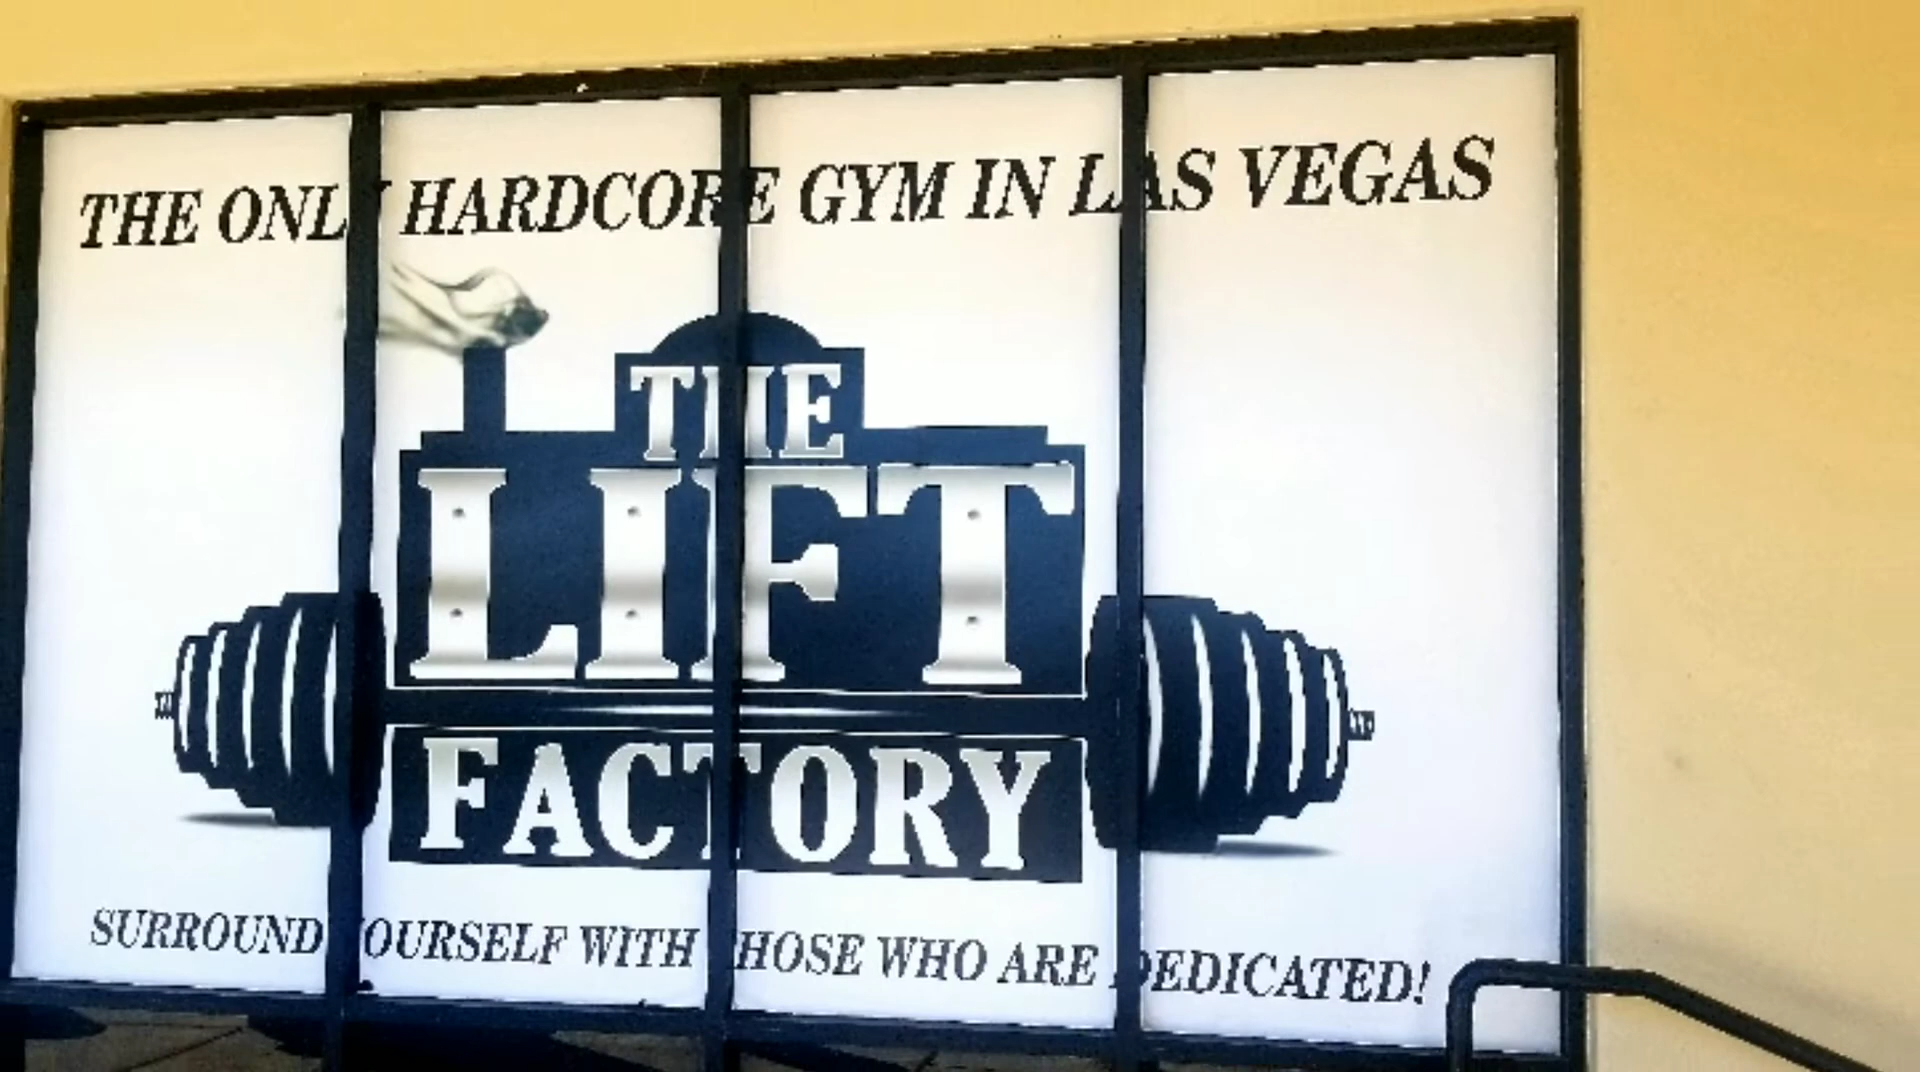 THE ONLY HARDCORE GYM IN LAS VEGAS
THE
LIFT
FACTORY
SURROUND YOURSELF WITH THOSE WHO ARE DEDICATED!